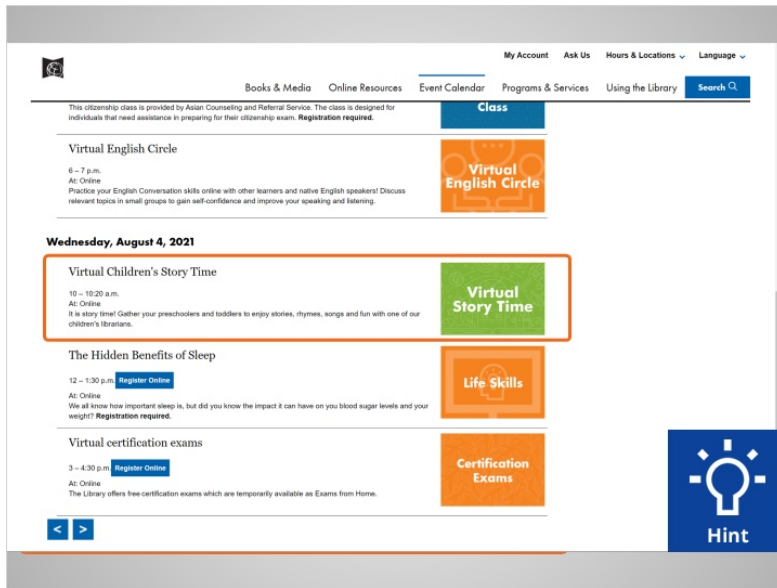 My Account Ask Us Hours & Locations Language
Books & Media Online Resources Event Calendar Programs & Services Using the Library Search
This citizenship class is provided by Asian Counseling and Referral Service. The class is designed for
individuals that need assistance in preparing for their citizenship exam. Registration required.
Class
Virtual English Circle
6 – 7 p.m.
At: Online
Practice your English Conversation skills online with other learners and native English speakers! Discuss
relevant topics in small groups to gain self-confidence and improve your speaking and listening.
Virtual
English Circle
Wednesday, August 4, 2021
Virtual Children's Story Time
10 – 10:20 a.m.
At: Online
It is story time! Gather your preschoolers and toddlers to enjoy stories, rhymes, songs and fun with one of our
children's librarians.
Virtual
Story Time
The Hidden Benefits of Sleep
12 – 1:30 p.m. Register Online
At: Online
We all know how important sleep is, but did you know the impact it can have on you blood sugar levels and your
weight? Registration required.
Life Skills
Virtual certification exams
3 – 4:30 p.m. Register Online
At: Online
The Library offers free certification exams which are temporarily available as Exams from Home.
Certification
Exams
< >
Hint